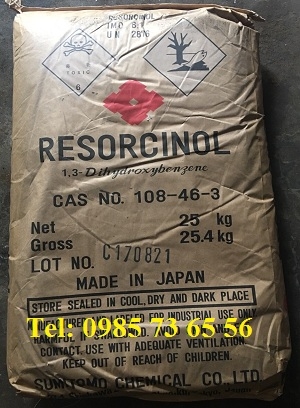 RESORCINOL
IMO 6.1
UN 2876
TOXIC
6
RESORCINOL
1,3-Dihydroxybenzene
CAS NO. 108-46-3
Net 25 kg
Gross 25.4 kg
LOT NO. C170821
MADE IN JAPAN
STORE SEALED IN COOL, DRY AND DARK PLACE
Tel: 0985 73 65 56
LABELED FOR INDUSTRIAL USE ONLY
HARMFUL IF
CONTACT. USE WITH ADEQUATE VENTILATION.
KEEP OUT OF REACH OF CHILDREN.
SUMITOMO CHEMICAL CO LTD